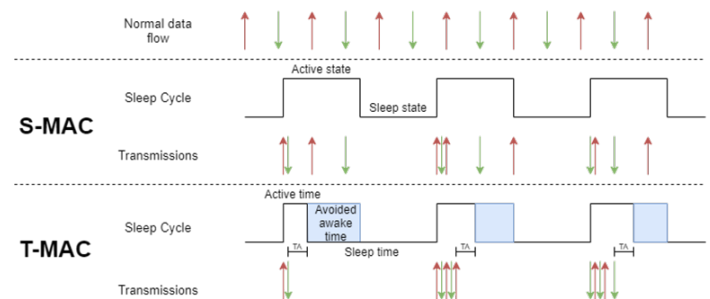 Normal data
flow
Active state
Sleep Cycle
Sleep state
S-MAC
Transmissions
Active time
Sleep Cycle
Avoided
awake
time
T-MAC
TA
TA
TA
Sleep time
Transmissions